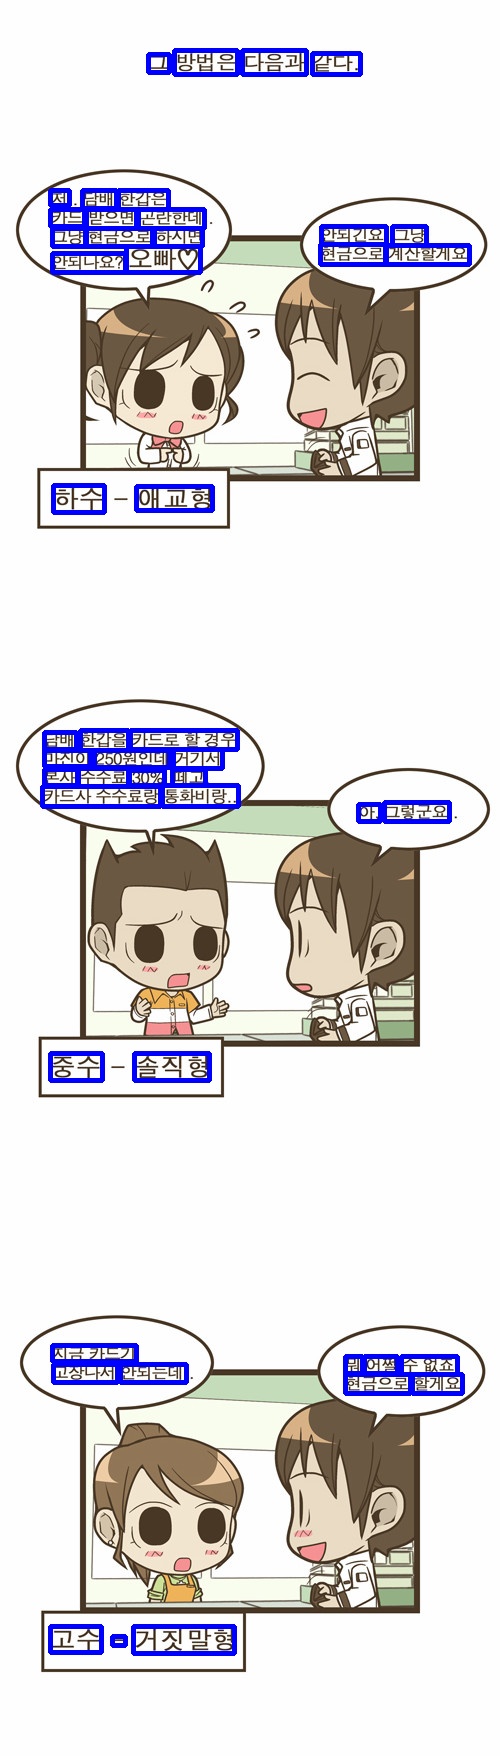 그 방법은 다음과 같다.
저. 담배 한갑은
카드 받으면 곤란한데.
그냥 현금으로 하시면
안되나요? 오빠♡
안되긴요 그냥
현금으로 계산할게요
하수 - 애교형
담배 한갑을 카드로 할 경우
마진이 250원인데 거기서
본사 수수료 30% 떼고
카드사 수수료랑 통화비랑..
아. 그렇군요.
중수 - 솔직형
지금 카드기
고장나서 안되는데.
뭐 어쩔 수 없죠
현금으로 할게요
고수 - 거짓말형